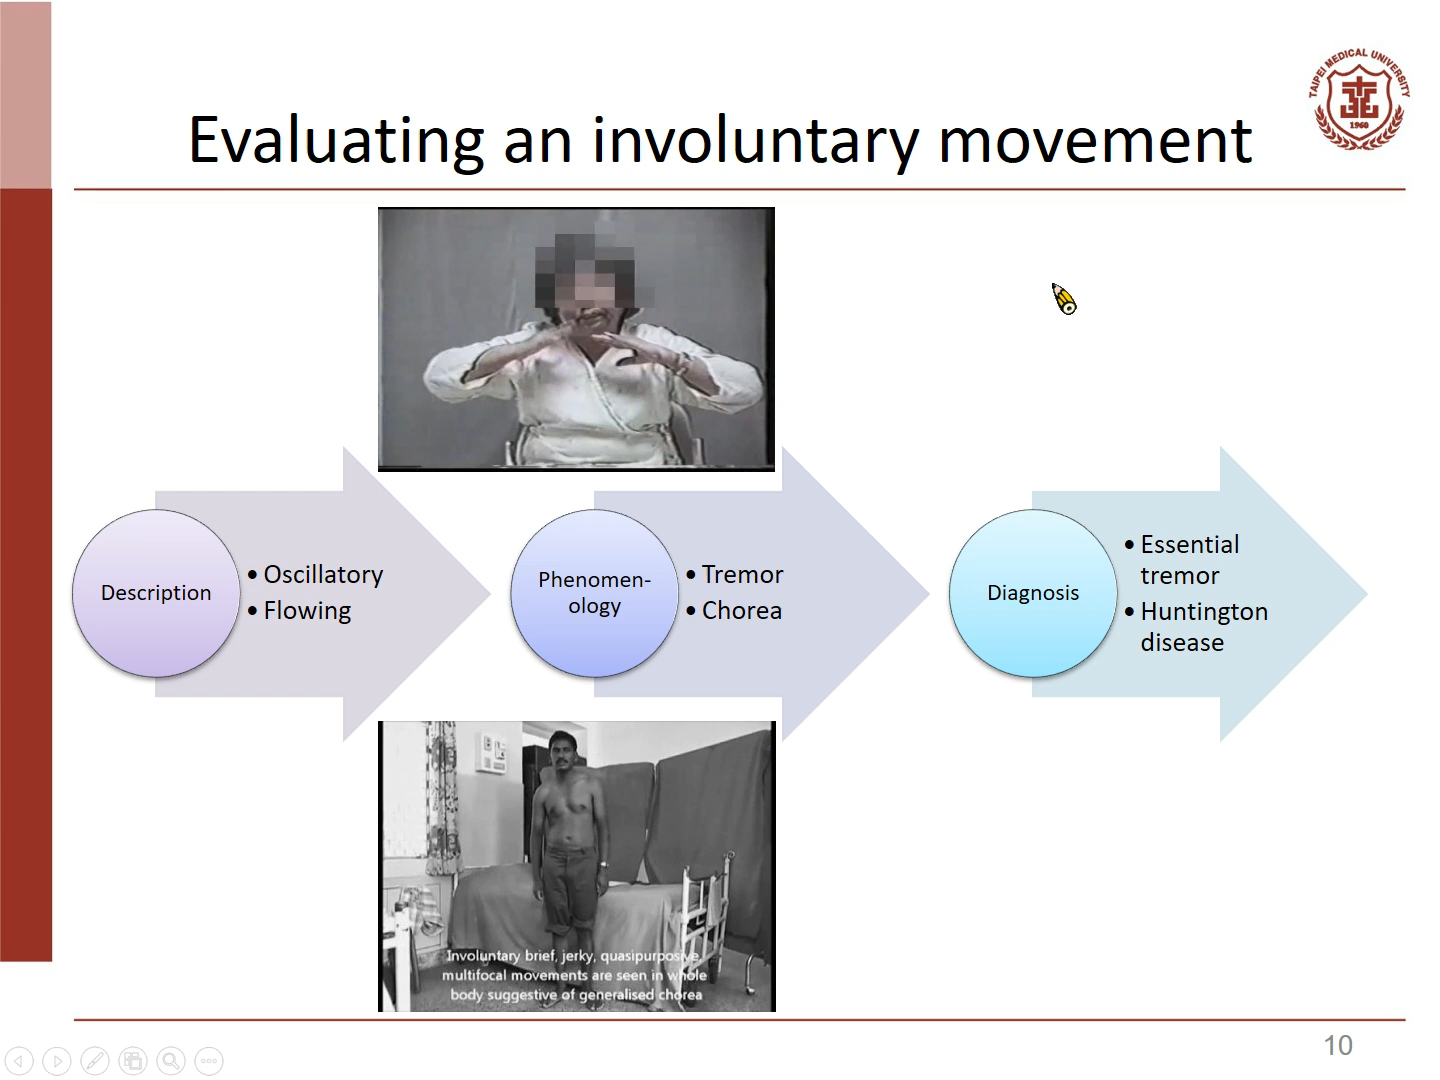 TAIPEI MEDICAL UNIVERSITY
1960
Evaluating an involuntary movement
Description
• Oscillatory
• Flowing
Phenomen-
ology
• Tremor
• Chorea
Diagnosis
• Essential
tremor
• Huntington
disease
Involuntary brief, jerky, quasipurposive,
multifocal movements are seen in whole
body suggestive of generalised chorea
10